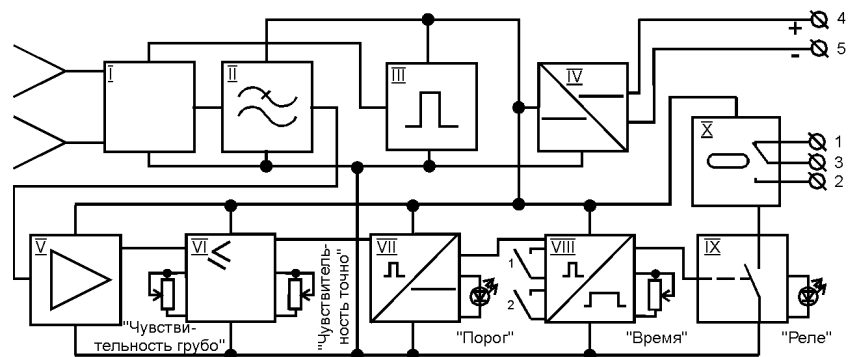 I
II
III
IV
+ 4
- 5
X
1
3
2
V
VI
≤
"Чувстви-
тельность грубо"
"Чувствитель-
ность точно"
VII
"Порог"
VIII
1
2
"Время"
IX
"Реле"